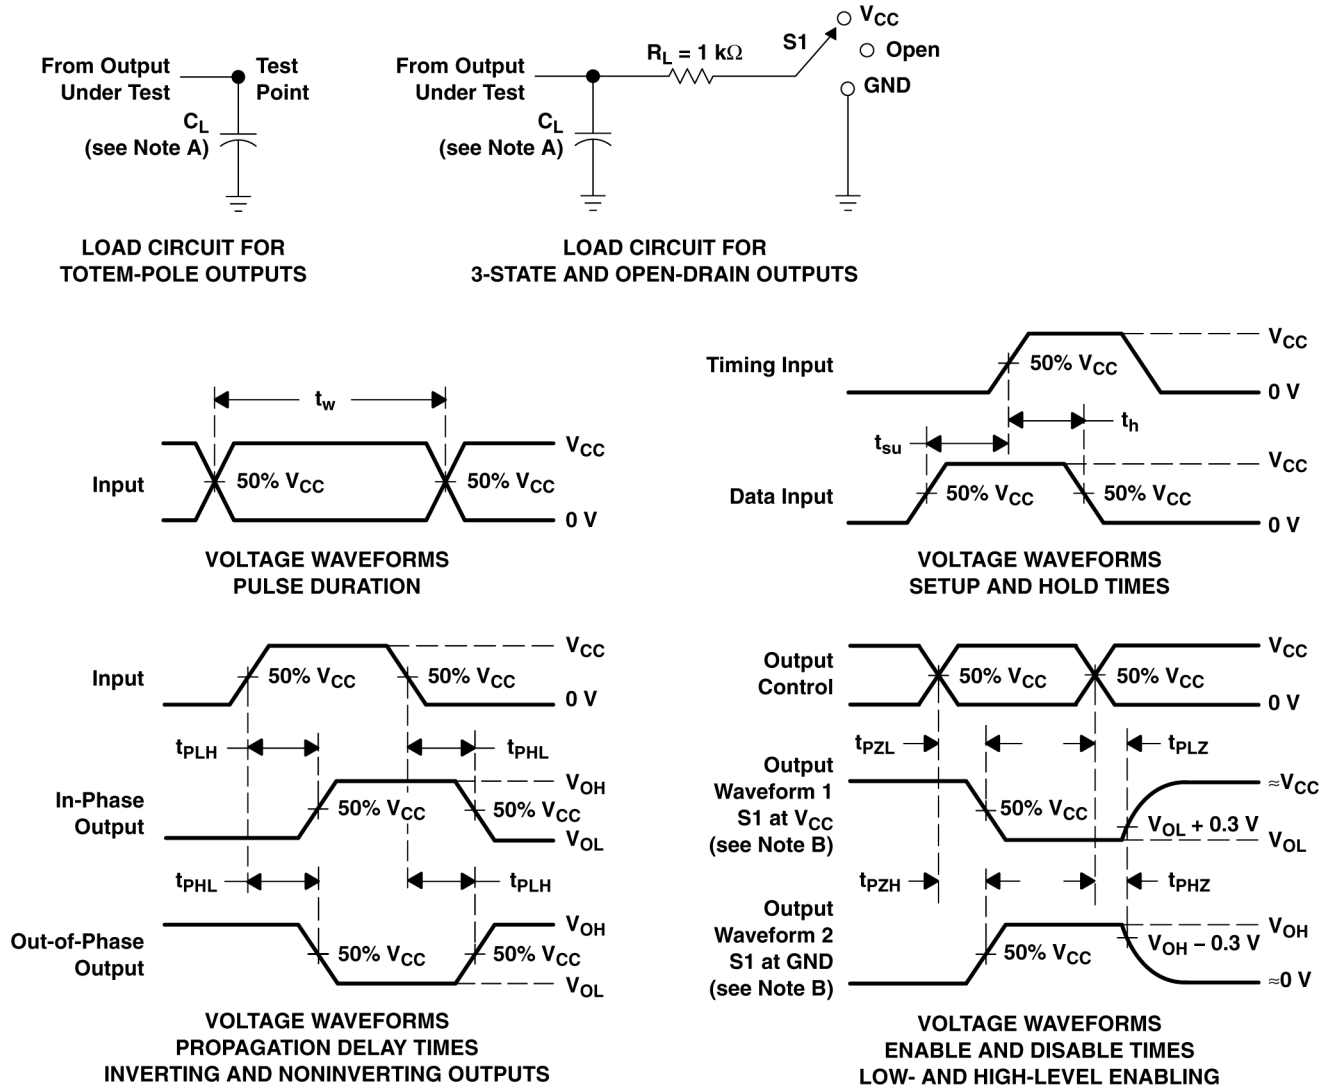 From Output
Under Test
Test
Point
CL
(see Note A)
LOAD CIRCUIT FOR
TOTEM-POLE OUTPUTS
From Output
Under Test
RL = 1 kΩ
S1
VCC
Open
GND
CL
(see Note A)
LOAD CIRCUIT FOR
3-STATE AND OPEN-DRAIN OUTPUTS
tw
Input
50% VCC
50% VCC
VCC
0 V
VOLTAGE WAVEFORMS
PULSE DURATION
Timing Input
50% VCC
VCC
0 V
th
tsu
Data Input
50% VCC
50% VCC
VCC
0 V
VOLTAGE WAVEFORMS
SETUP AND HOLD TIMES
Input
50% VCC
50% VCC
VCC
0 V
tPLH
tPHL
In-Phase
Output
50% VCC
50% VCC
VOH
VOL
tPHL
tPLH
Out-of-Phase
Output
50% VCC
50% VCC
VOH
VOL
VOLTAGE WAVEFORMS
PROPAGATION DELAY TIMES
INVERTING AND NONINVERTING OUTPUTS
Output
Control
50% VCC
50% VCC
VCC
0 V
tPZL
tPLZ
Output
Waveform 1
S1 at VCC
(see Note B)
50% VCC
VOL + 0.3 V
≈VCC
VOL
tPZH
tPHZ
Output
Waveform 2
S1 at GND
(see Note B)
50% VCC
VOH − 0.3 V
VOH
≈0 V
VOLTAGE WAVEFORMS
ENABLE AND DISABLE TIMES
LOW- AND HIGH-LEVEL ENABLING